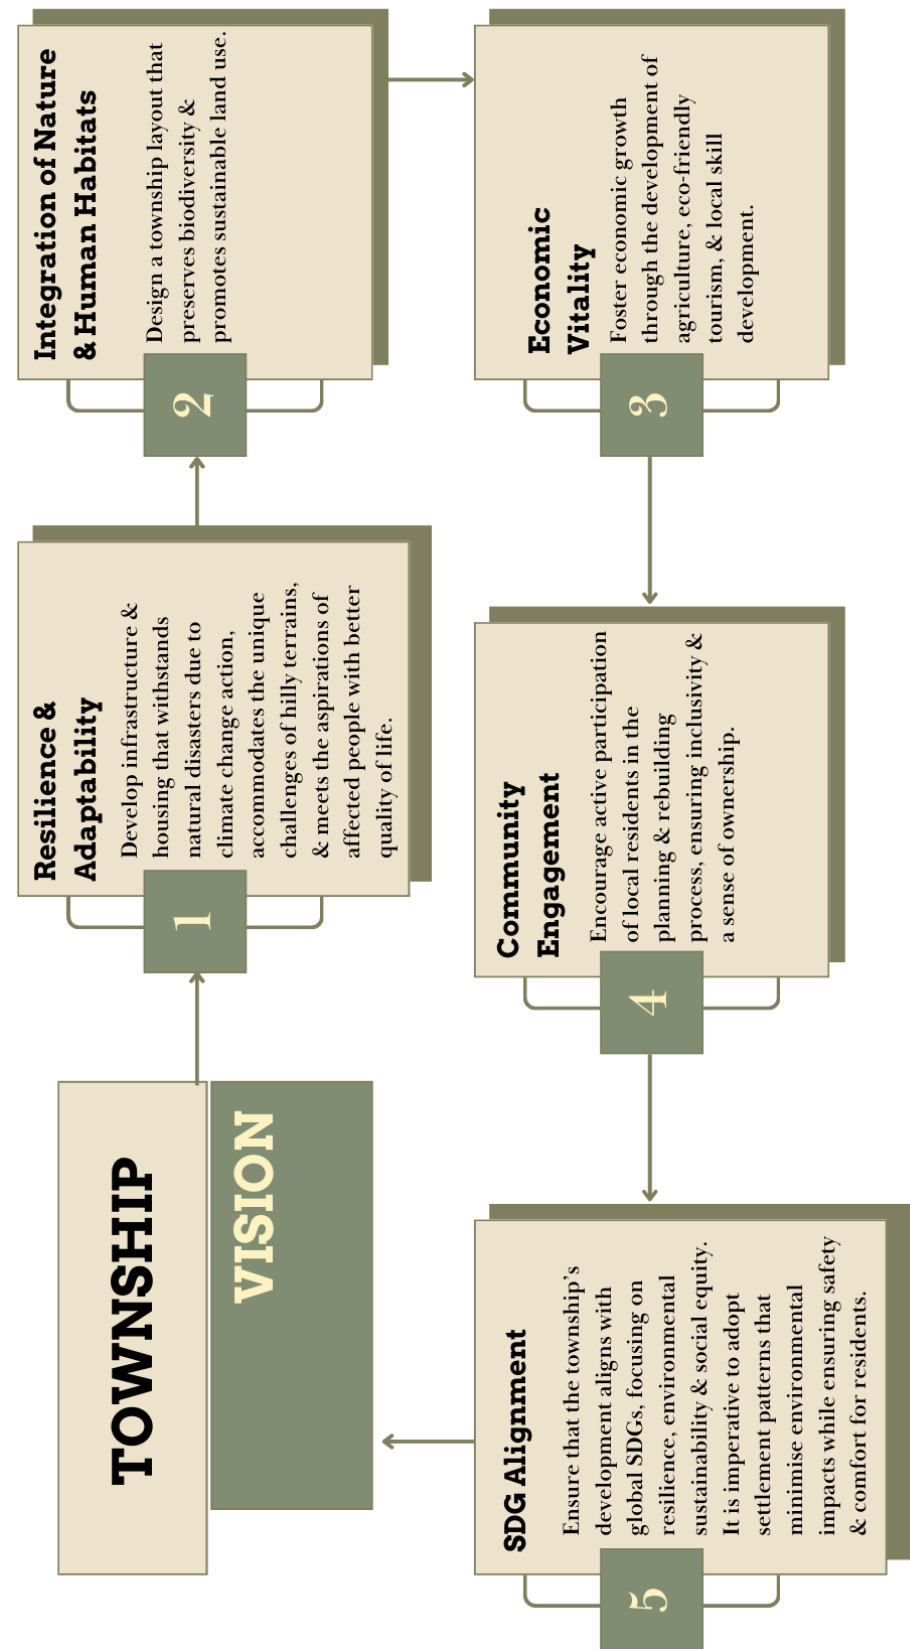 TOWNSHIP
VISION
1
Resilience &
Adaptability
Develop infrastructure &
housing that withstands
natural disasters due to
climate change action,
accommodates the unique
challenges of hilly terrains,
& meets the aspirations of
affected people with better
quality of life.
2
Integration of Nature
& Human Habitats
Design a township layout that
preserves biodiversity &
promotes sustainable land use.
3
Economic
Vitality
Foster economic growth
through the development of
agriculture, eco-friendly
tourism, & local skill
development.
4
Community
Engagement
Encourage active participation
of local residents in the
planning & rebuilding
process, ensuring inclusivity &
a sense of ownership.
5
SDG Alignment
Ensure that the township's
development aligns with
global SDGs, focusing on
resilience, environmental
sustainability & social equity.
It is imperative to adopt
settlement patterns that
minimise environmental
impacts while ensuring safety
& comfort for residents.